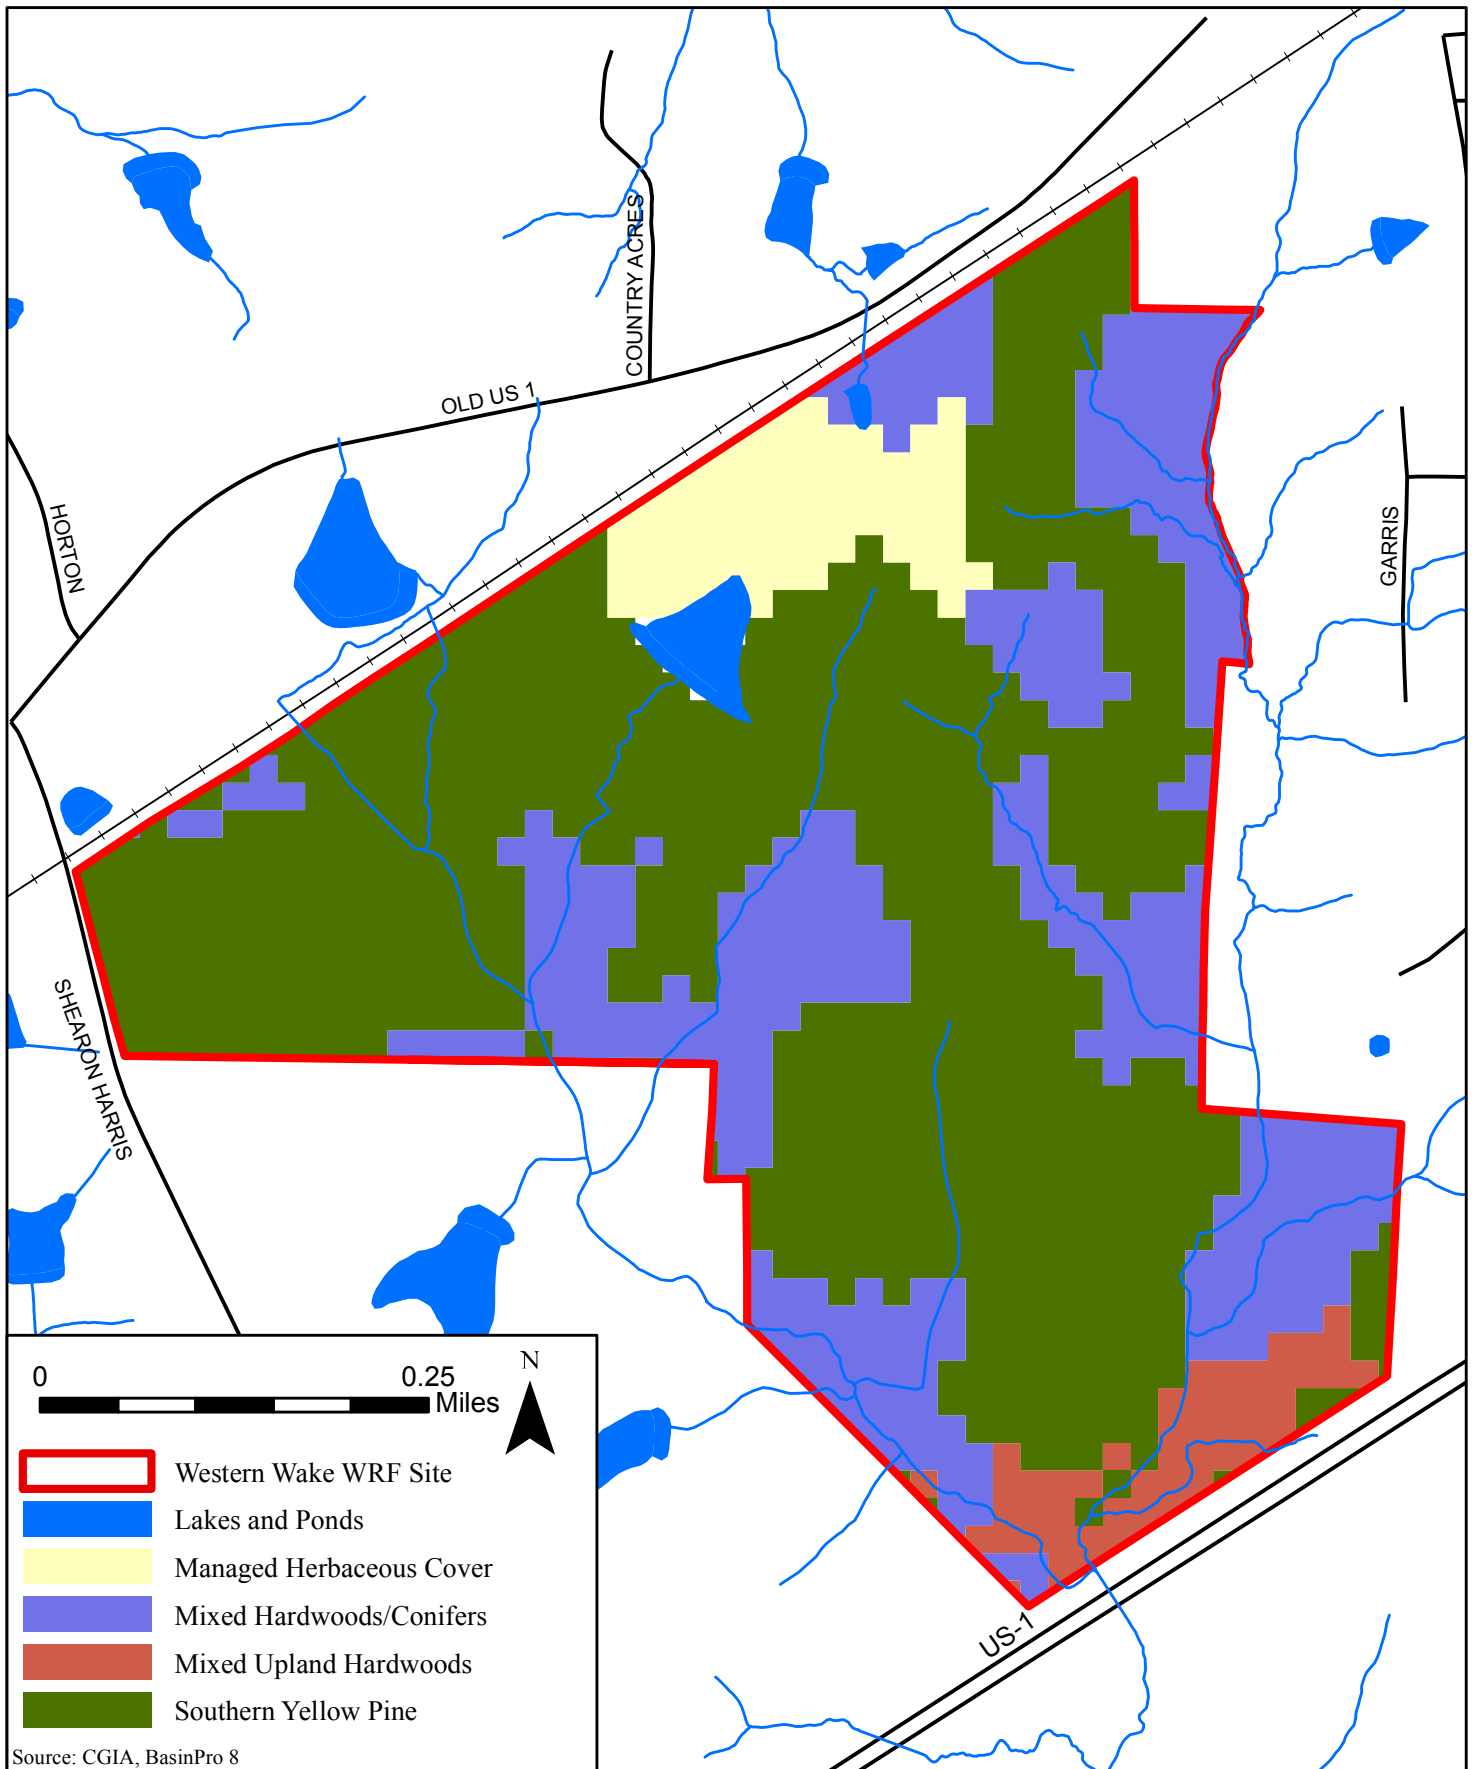 COUNTRY ACRES
OLD US 1
HORTON
GARRIS
SHEARON HARRIS
US-1
0
0.25
Miles
N
Western Wake WRF Site
Lakes and Ponds
Managed Herbaceous Cover
Mixed Hardwoods/Conifers
Mixed Upland Hardwoods
Southern Yellow Pine
Source: CGIA, BasinPro 8